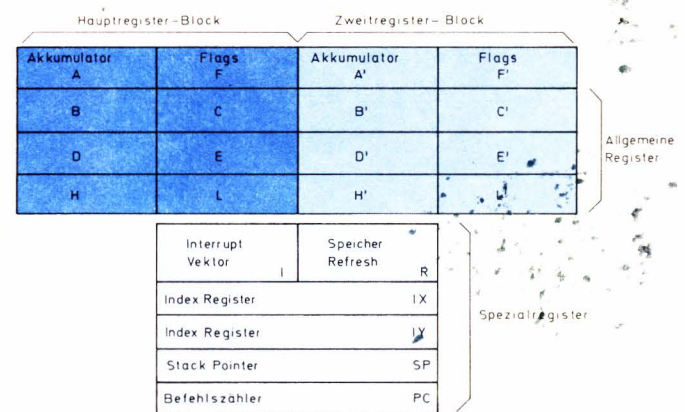 Hauptregister-Block Zweitregister-Block
Akkumulator Flags Akkumulator Flags
A F A' F'
B C B' C'
D E D' E'
H L H' L'
Allgemeine
Register
Interrupt Speicher
Vektor I Refresh R
Index Register IX
Index Register IY
Stack Pointer SP
Befehlszähler PC
Spezialregister